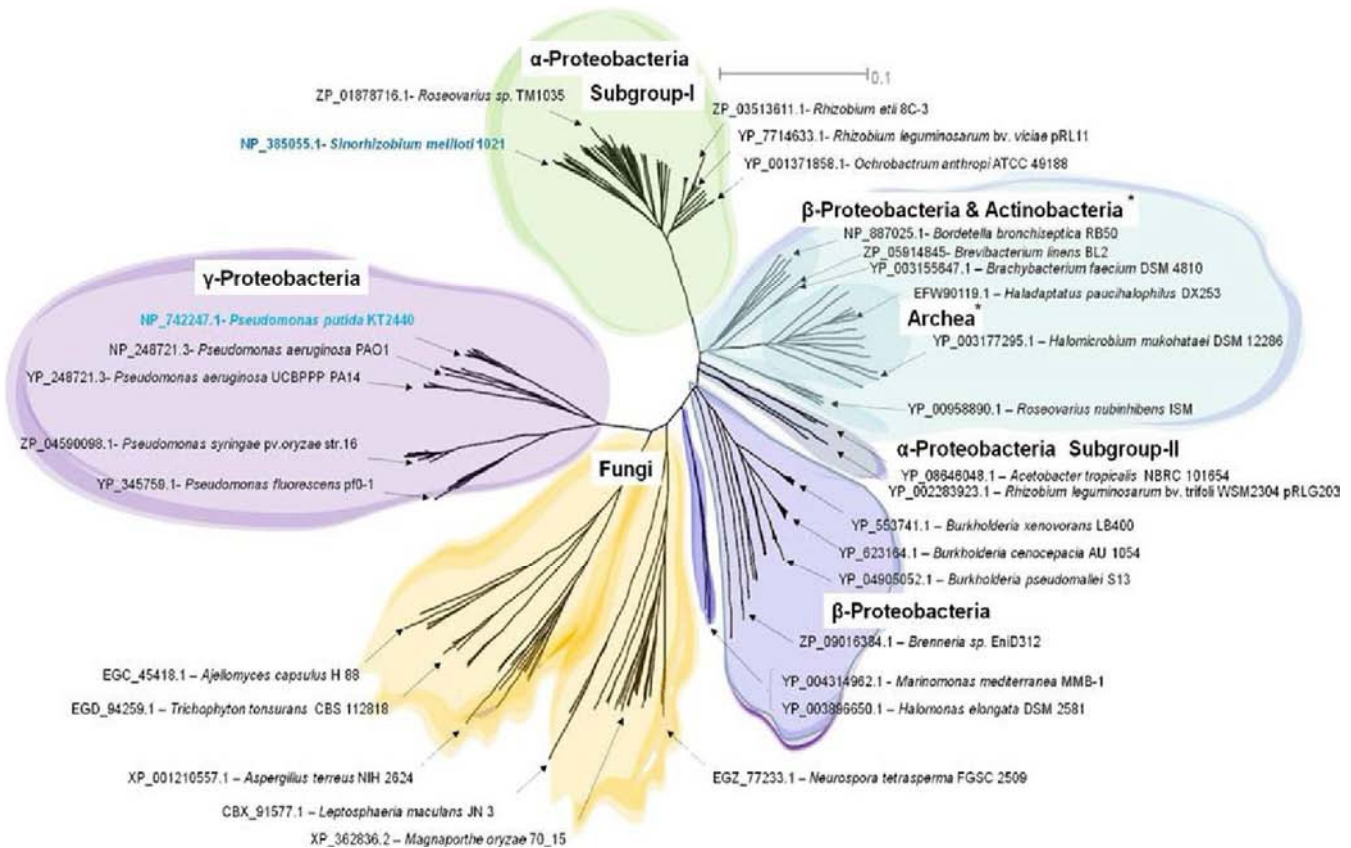 α-Proteobacteria
Subgroup-I
0.1
ZP_01878716.1- Roseovarius sp. TM1035
NP_385055.1- Sinorhizobium meliloti 1021
ZP_03513611.1- Rhizobium etli 8C-3
YP_7714633.1- Rhizobium leguminosarum bv. viciae pRL11
YP_001371858.1- Ochrobactrum anthropi ATCC 49188
β-Proteobacteria & Actinobacteria*
NP_887025.1- Bordetella bronchiseptica RB50
ZP_05914845- Brevibacterium linens BL2
YP_003155647.1 – Brachybacterium faecium DSM 4810
EFW90119.1 – Haladaptatus paucihalophilus DX253
Archea*
YP_003177295.1 – Halomicrobium mukohataei DSM 12286
YP_00958890.1 – Roseovarius nubinhibens ISM
α-Proteobacteria Subgroup-II
YP_08646048.1 – Acetobacter tropicalis NBRC 101654
YP_002283923.1 – Rhizobium leguminosarum bv. trifoli WSM2304 pRLG203
γ-Proteobacteria
NP_742247.1- Pseudomonas putida KT2440
NP_248721.3- Pseudomonas aeruginosa PAO1
YP_248721.3- Pseudomonas aeruginosa UCBPPP PA14
ZP_04590098.1- Pseudomonas syringae pv.oryzae str.16
YP_345759.1- Pseudomonas fluorescens pf0-1
Fungi
YP_553741.1 – Burkholderia xenovorans LB400
YP_623164.1 – Burkholderia cenocepacia AU 1054
YP_04905052.1 – Burkholderia pseudomallei S13
β-Proteobacteria
ZP_09016384.1 – Brenneria sp. EniD312
YP_004314962.1 - Marinomonas mediterranea MMB-1
YP_003896650.1 – Halomonas elongata DSM 2581
EGC_45418.1 – Ajellomyces capsulus H 88
EGD_94259.1 – Trichophyton tonsurans CBS 112818
XP_001210557.1 – Aspergillus terreus NIH 2624
CBX_91577.1 – Leptosphaeria maculans JN 3
XP_362836.2 – Magnaporthe oryzae 70_15
EGZ_77233.1 – Neurospora tetrasperma FGSC 2509